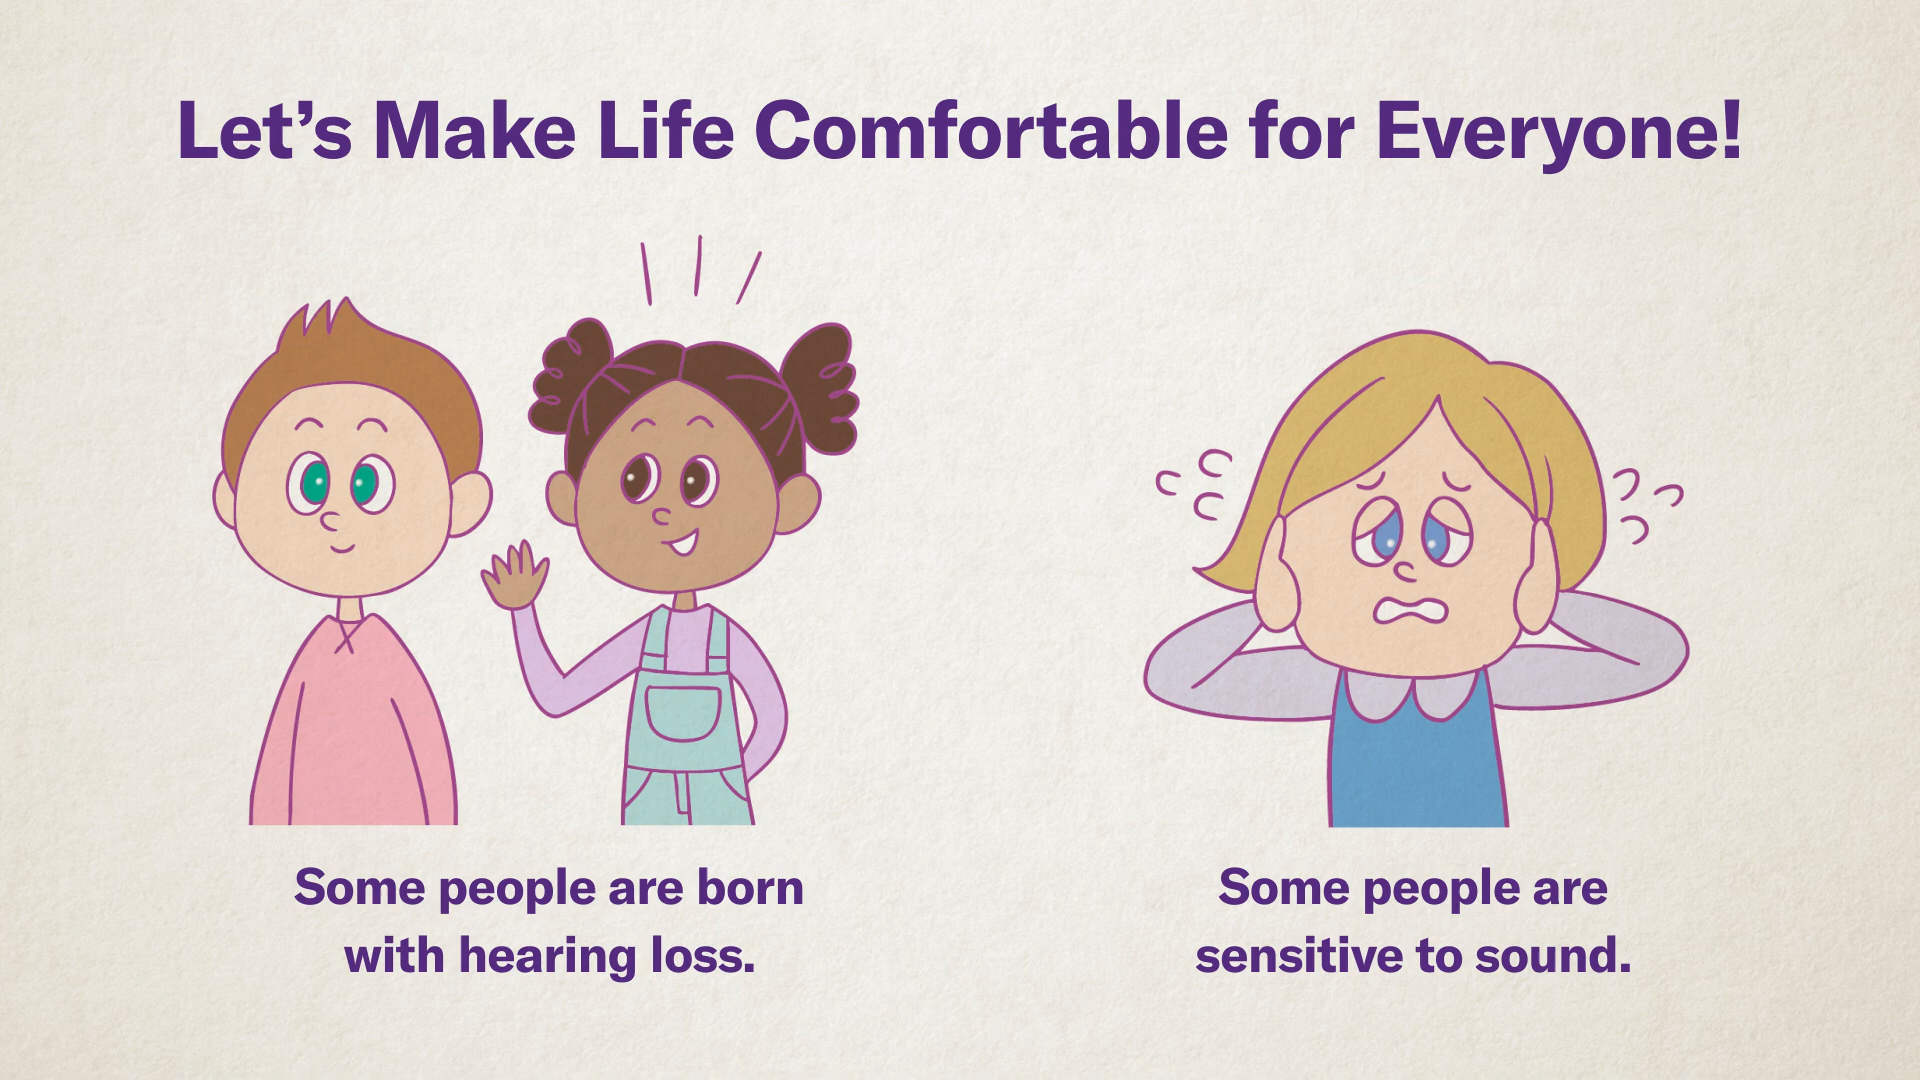 Let’s Make Life Comfortable for Everyone!
Some people are born
with hearing loss.
Some people are
sensitive to sound.